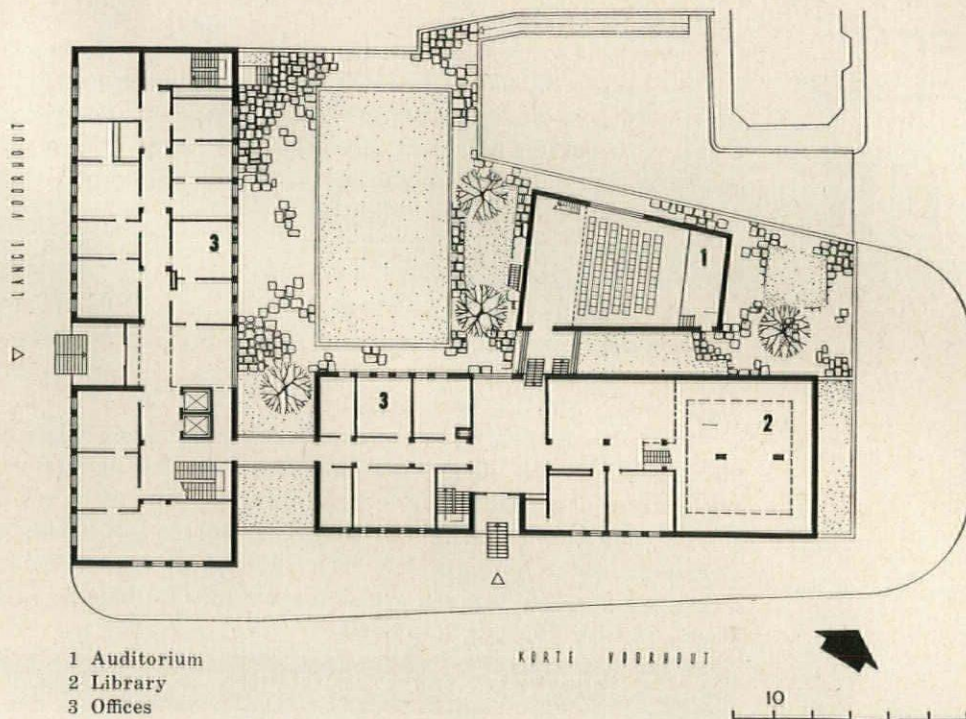 LANGE VOORHOUT
3
1
3
2
KORTE VOORHOUT
1 Auditorium
2 Library
3 Offices
10